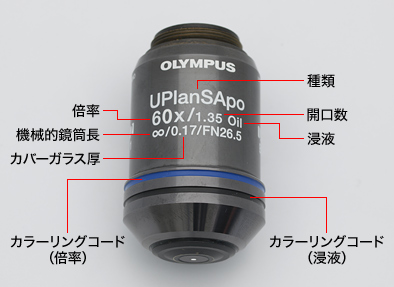 OLYMPUS
種類
UPlanSApo
倍率
60x/1.35 Oil
開口数
機械的鏡筒長
∞/0.17/FN26.5
浸液
カバーガラス厚
カラーリングコード
（倍率）
カラーリングコード
（浸液）